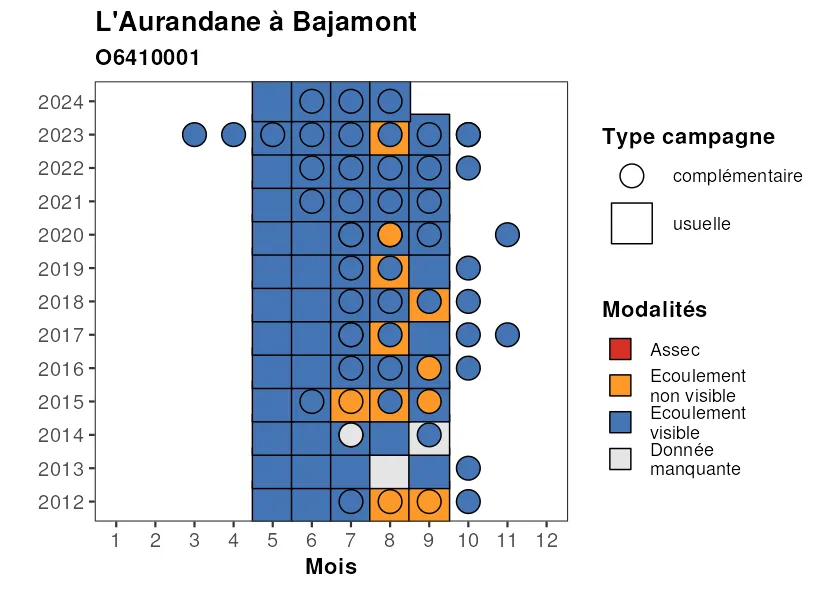 L'Aurandane à Bajamont
O6410001
2024
2023
2022
2021
2020
2019
2018
2017
2016
2015
2014
2013
2012
1 2 3 4 5 6 7 8 9 10 11 12
Mois
Type campagne
complémentaire
usuelle
Modalités
Assec
Ecoulement
non visible
Ecoulement
visible
Donnée
manquante